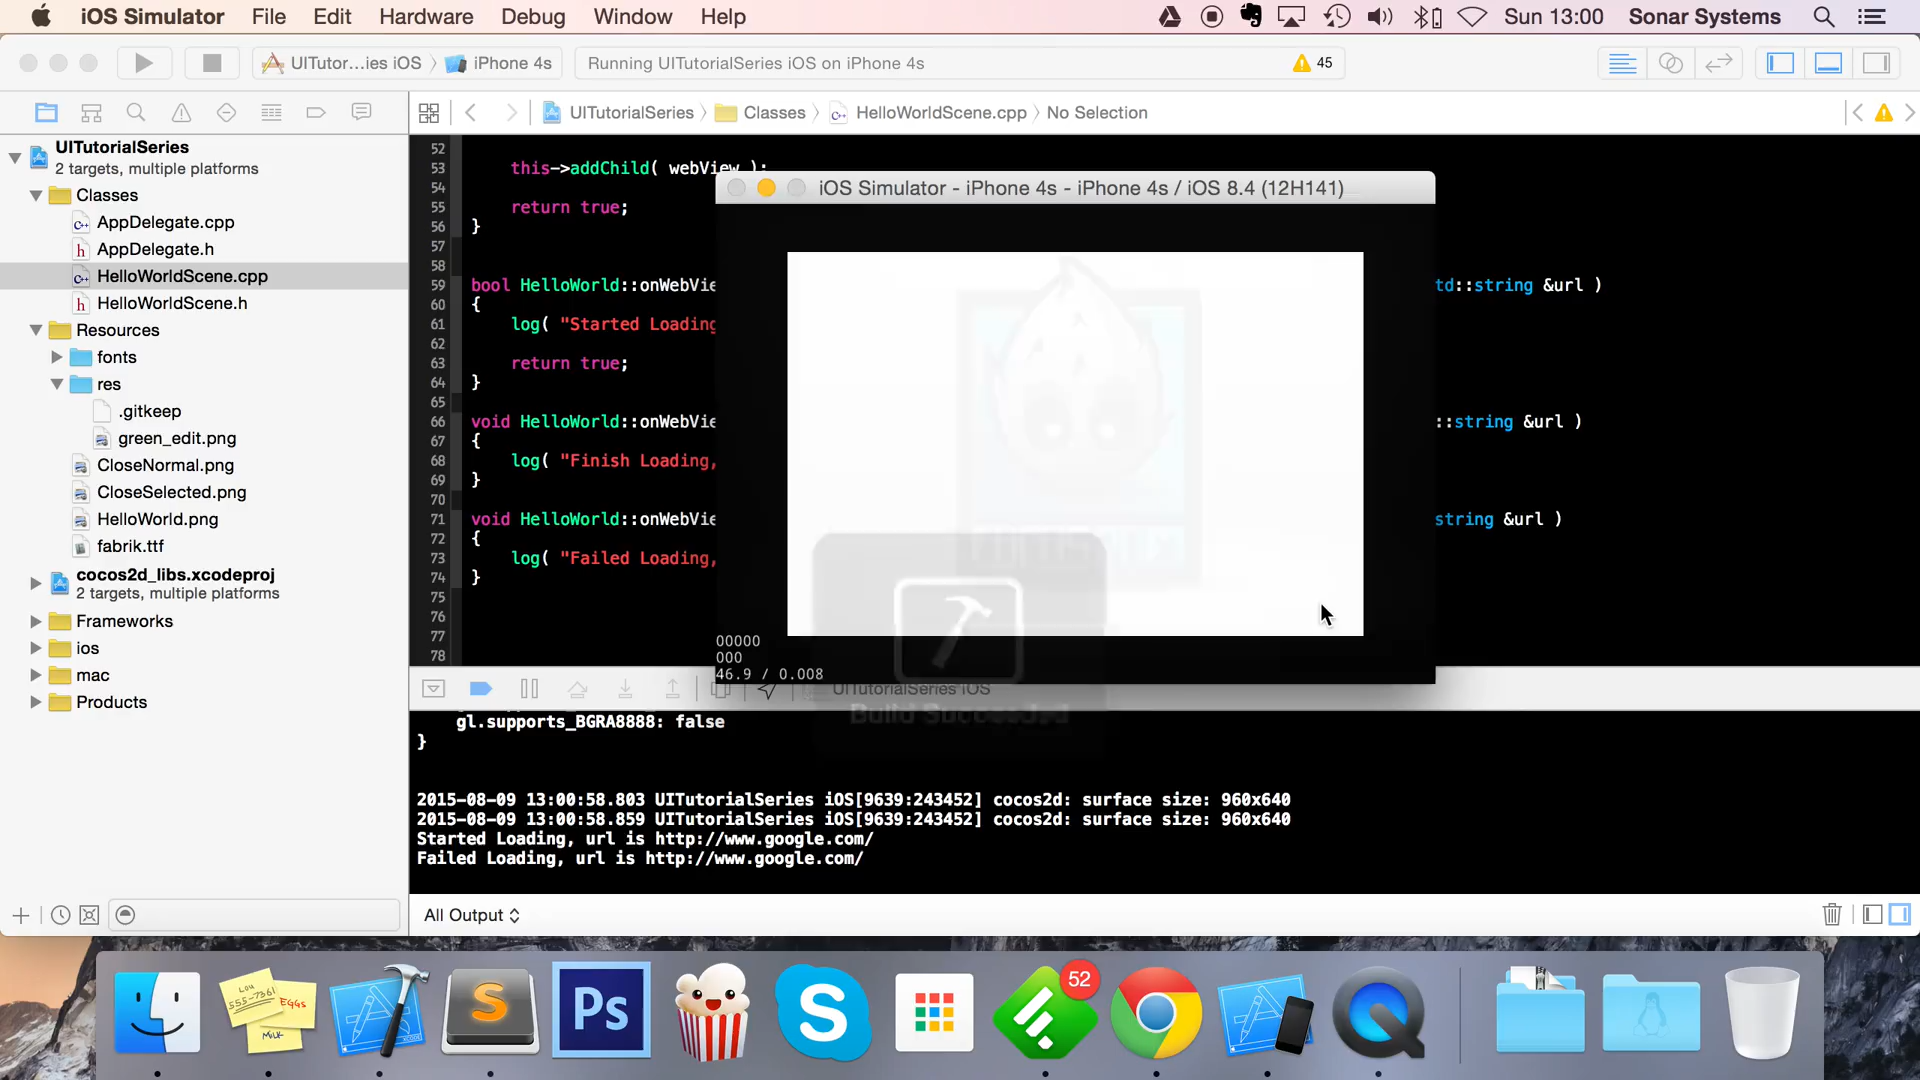 iOS Simulator File Edit Hardware Debug Window Help Sun 13:00 Sonar Systems
UITutor...ies iOS iPhone 4s Running UITutorialSeries iOS on iPhone 4s 45
UITutorialSeries Classes HelloWorldScene.cpp No Selection
UITutorialSeries
2 targets, multiple platforms
Classes
AppDelegate.cpp
AppDelegate.h
HelloWorldScene.cpp
HelloWorldScene.h
Resources
fonts
res
.gitkeep
green_edit.png
CloseNormal.png
CloseSelected.png
HelloWorld.png
fabrik.ttf
cocos2d_libs.xcodeproj
2 targets, multiple platforms
Frameworks
ios
mac
Products
52
53 this->addChild( webView );
54
55 return true;
56 }
57
58
59 bool HelloWorld::onWebVie td::string &url )
60 {
61 log( "Started Loading
62
63 return true;
64 }
65
66 void HelloWorld::onWebVie ::string &url )
67 {
68 log( "Finish Loading,
69 }
70
71 void HelloWorld::onWebVie string &url )
72 {
73 log( "Failed Loading,
74 }
75
76
77
78
iOS Simulator - iPhone 4s - iPhone 4s / iOS 8.4 (12H141)
00000
000
46.9 / 0.008
UITutorialSeries iOS
Build Succeeded
gl.supports_BGRA8888: false
}
2015-08-09 13:00:58.803 UITutorialSeries iOS[9639:243452] cocos2d: surface size: 960x640
2015-08-09 13:00:58.859 UITutorialSeries iOS[9639:243452] cocos2d: surface size: 960x640
Started Loading, url is http://www.google.com/
Failed Loading, url is http://www.google.com/
All Output
Lou
555-7361
EGGS
MILK
S
Ps
S
52